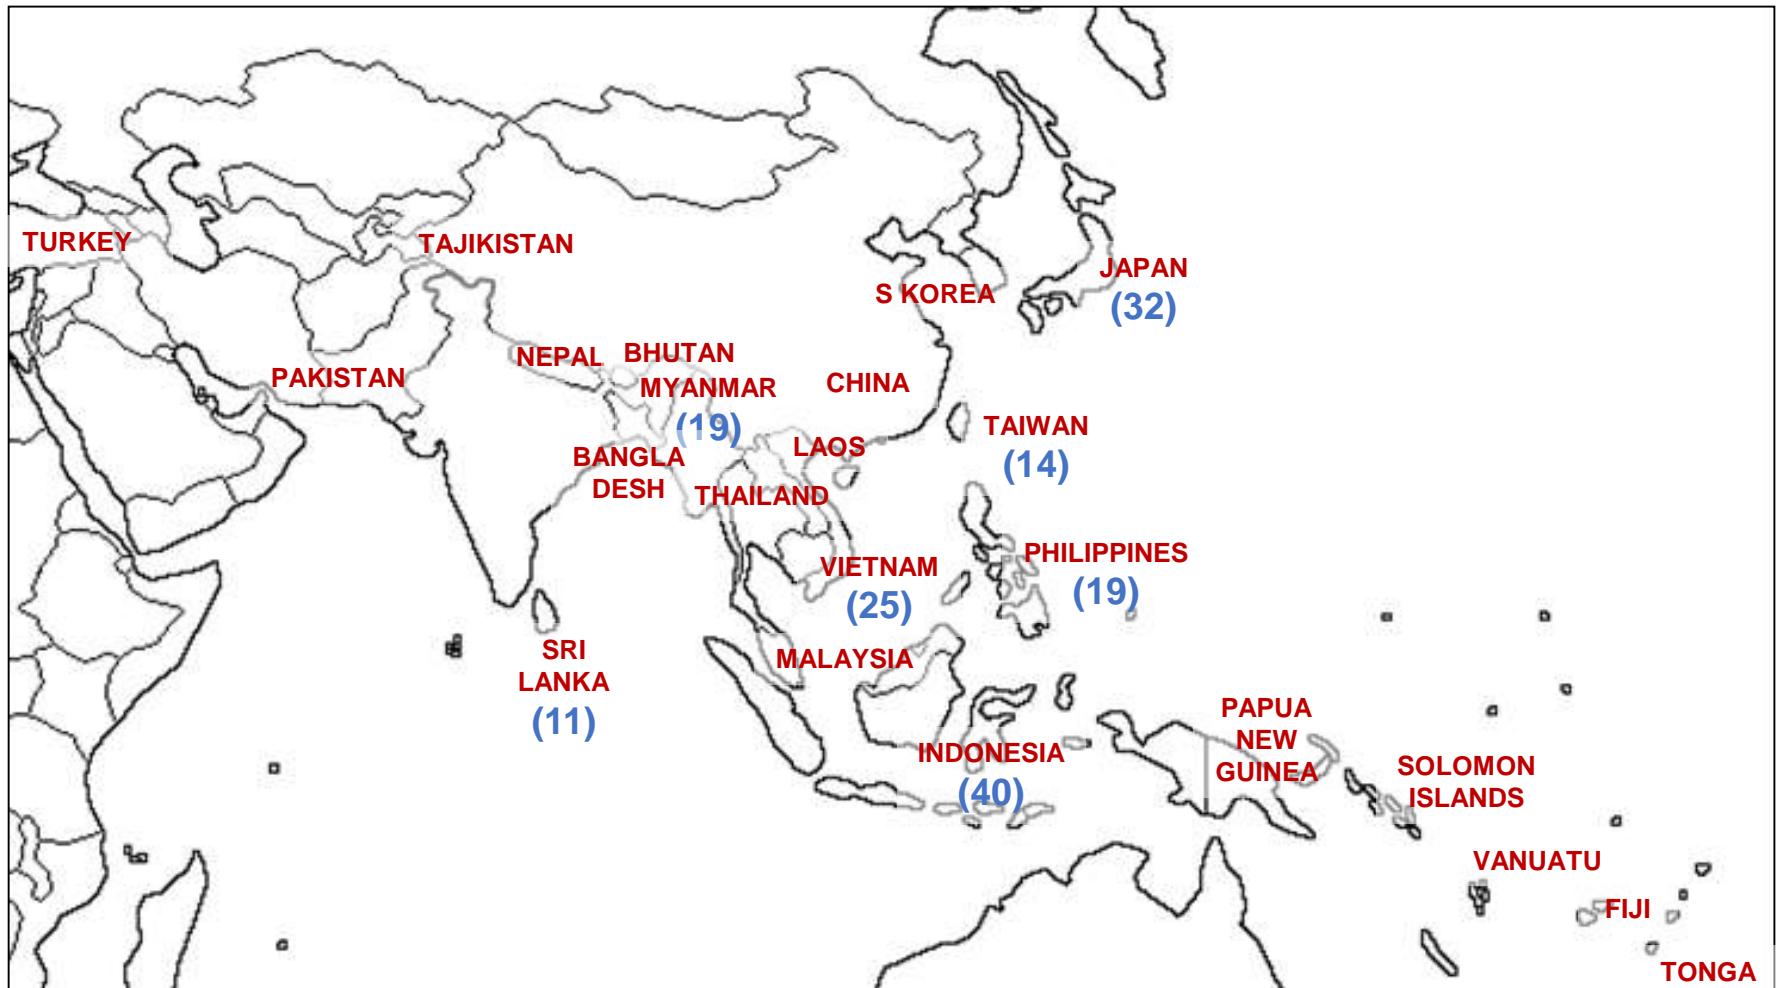 TURKEY
TAJIKISTAN
JAPAN
(32)
S KOREA
NEPAL
BHUTAN
PAKISTAN
MYANMAR
(19)
CHINA
TAIWAN
(14)
LAOS
BANGLA
DESH
THAILAND
PHILIPPINES
(19)
VIETNAM
(25)
SRI
LANKA
(11)
MALAYSIA
INDONESIA
(40)
PAPUA
NEW
GUINEA
SOLOMON
ISLANDS
VANUATU
FIJI
TONGA